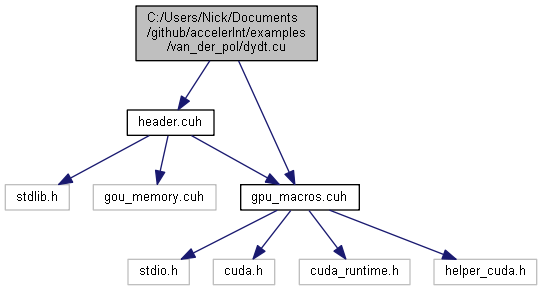 C:/Users/Nick/Documents
/github/accelerInt/examples
/van_der_pol/dydt.cu
header.cuh
stdlib.h
gou_memory.cuh
gpu_macros.cuh
stdio.h
cuda.h
cuda_runtime.h
helper_cuda.h